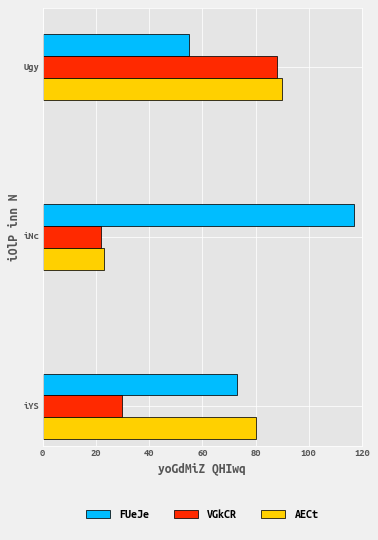 Ugy
iNc
iYS
iOlP inn N
0 20 40 60 80 100 120
yoGdMiZ QHIwq
FUeJe VGkCR AECt